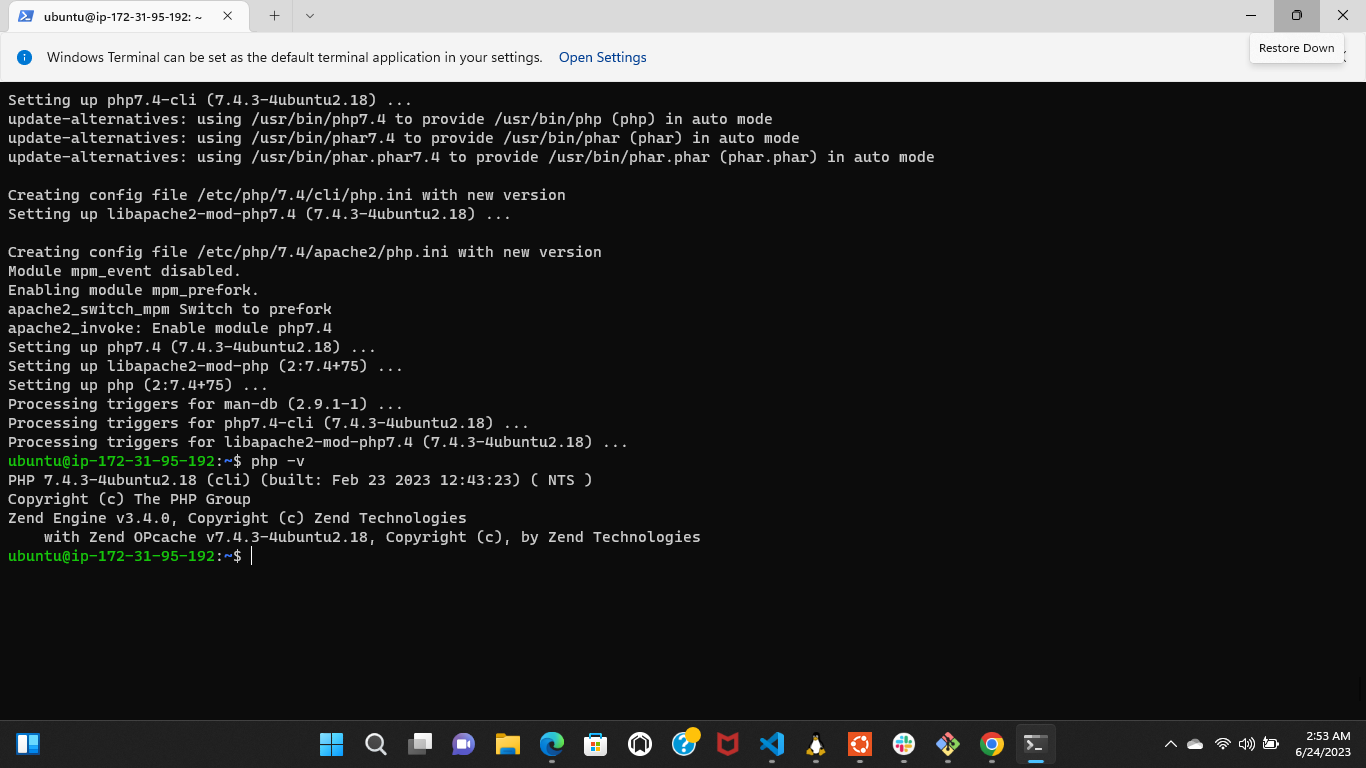 ubuntu@ip-172-31-95-192: ~
Windows Terminal can be set as the default terminal application in your settings. Open Settings
Restore Down
Setting up php7.4-cli (7.4.3-4ubuntu2.18) ...
update-alternatives: using /usr/bin/php7.4 to provide /usr/bin/php (php) in auto mode
update-alternatives: using /usr/bin/phar7.4 to provide /usr/bin/phar (phar) in auto mode
update-alternatives: using /usr/bin/phar.phar7.4 to provide /usr/bin/phar.phar (phar.phar) in auto mode
Creating config file /etc/php/7.4/cli/php.ini with new version
Setting up libapache2-mod-php7.4 (7.4.3-4ubuntu2.18) ...
Creating config file /etc/php/7.4/apache2/php.ini with new version
Module mpm_event disabled.
Enabling module mpm_prefork.
apache2_switch_mpm Switch to prefork
apache2_invoke: Enable module php7.4
Setting up php7.4 (7.4.3-4ubuntu2.18) ...
Setting up libapache2-mod-php (2:7.4+75) ...
Setting up php (2:7.4+75) ...
Processing triggers for man-db (2.9.1-1) ...
Processing triggers for php7.4-cli (7.4.3-4ubuntu2.18) ...
Processing triggers for libapache2-mod-php7.4 (7.4.3-4ubuntu2.18) ...
ubuntu@ip-172-31-95-192:~$ php -v
PHP 7.4.3-4ubuntu2.18 (cli) (built: Feb 23 2023 12:43:23) ( NTS )
Copyright (c) The PHP Group
Zend Engine v3.4.0, Copyright (c) Zend Technologies
    with Zend OPcache v7.4.3-4ubuntu2.18, Copyright (c), by Zend Technologies
ubuntu@ip-172-31-95-192:~$
2:53 AM
6/24/2023